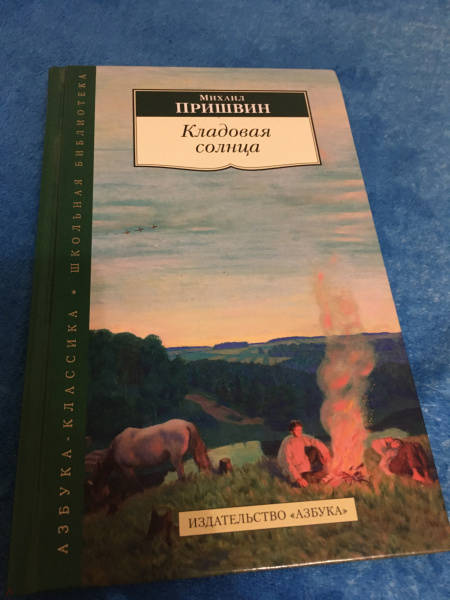 Михаил
ПРИШВИН
Кладовая
солнца
АЗБУКА-КЛАССИКА • ШКОЛЬНАЯ БИБЛИОТЕКА
ИЗДАТЕЛЬСТВО «АЗБУКА»